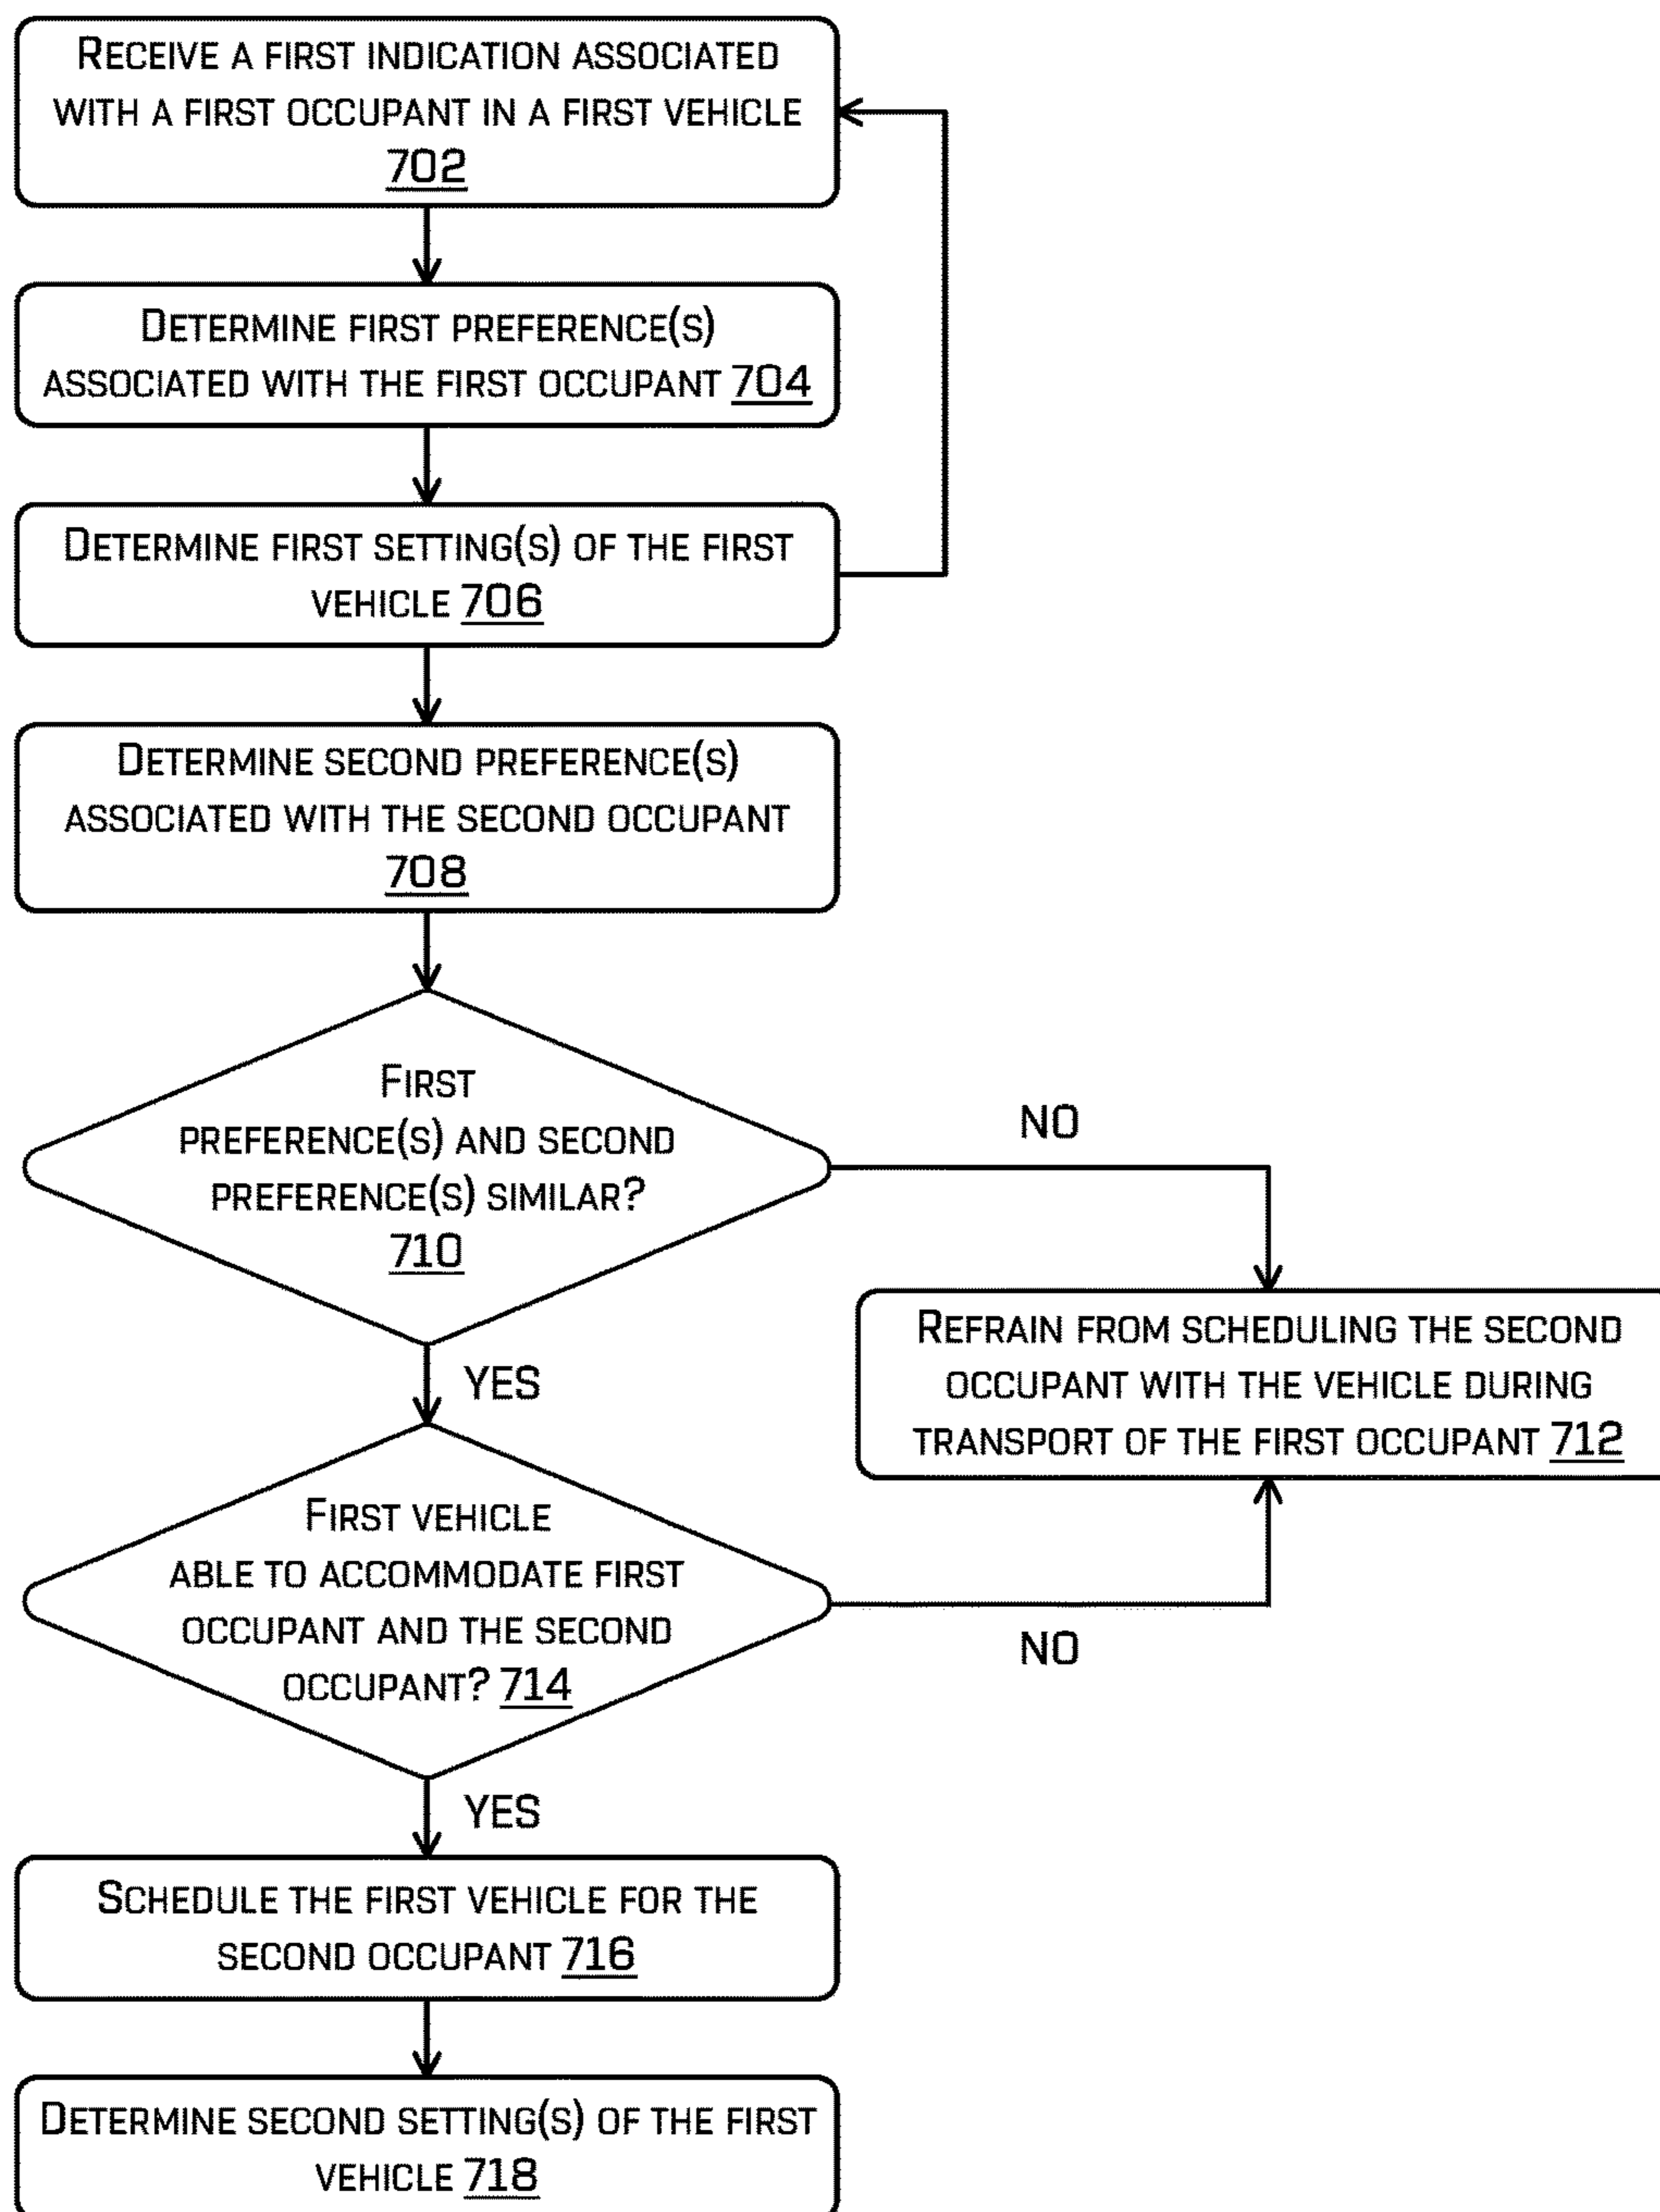 RECEIVE A FIRST INDICATION ASSOCIATED
WITH A FIRST OCCUPANT IN A FIRST VEHICLE
702
DETERMINE FIRST PREFERENCE(S)
ASSOCIATED WITH THE FIRST OCCUPANT 704
DETERMINE FIRST SETTING(S) OF THE FIRST
VEHICLE 706
DETERMINE SECOND PREFERENCE(S)
ASSOCIATED WITH THE SECOND OCCUPANT
708
FIRST
PREFERENCE(S) AND SECOND
PREFERENCE(S) SIMILAR?
710
NO
YES
REFRAIN FROM SCHEDULING THE SECOND
OCCUPANT WITH THE VEHICLE DURING
TRANSPORT OF THE FIRST OCCUPANT 712
FIRST VEHICLE
ABLE TO ACCOMMODATE FIRST
OCCUPANT AND THE SECOND
OCCUPANT? 714
NO
YES
SCHEDULE THE FIRST VEHICLE FOR THE
SECOND OCCUPANT 716
DETERMINE SECOND SETTING(S) OF THE FIRST
VEHICLE 718